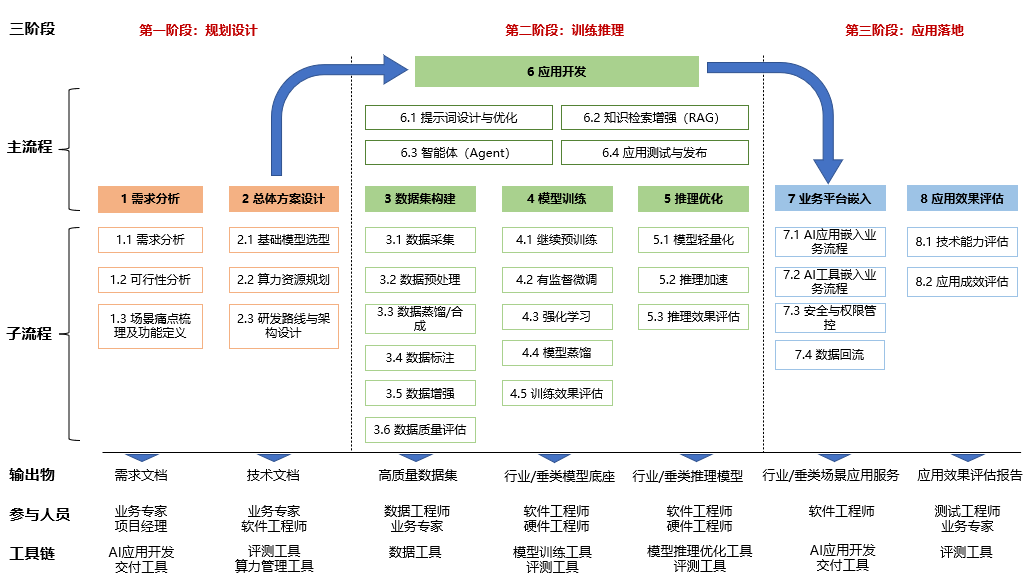 三阶段
第一阶段：规划设计
第二阶段：训练推理
第三阶段：应用落地
6 应用开发
6.1 提示词设计与优化
6.2 知识检索增强（RAG）
6.3 智能体（Agent）
6.4 应用测试与发布
主流程
1 需求分析
2 总体方案设计
3 数据集构建
4 模型训练
5 推理优化
7 业务平台嵌入
8 应用效果评估
子流程
1.1 需求分析
1.2 可行性分析
1.3 场景痛点梳
理及功能定义
2.1 基础模型选型
2.2 算力资源规划
2.3 研发路线与架
构设计
3.1 数据采集
3.2 数据预处理
3.3 数据蒸馏/合
成
3.4 数据标注
3.5 数据增强
3.6 数据质量评估
4.1 继续预训练
4.2 有监督微调
4.3 强化学习
4.4 模型蒸馏
4.5 训练效果评估
5.1 模型轻量化
5.2 推理加速
5.3 推理效果评估
7.1 AI应用嵌入业
务流程
7.2 AI工具嵌入业
务流程
7.3 安全与权限管
控
7.4 数据回流
8.1 技术能力评估
8.2 应用成效评估
输出物
需求文档
技术文档
高质量数据集
行业/垂类模型底座
行业/垂类推理模型
行业/垂类场景应用服务
应用效果评估报告
参与人员
业务专家
项目经理
业务专家
软件工程师
数据工程师
业务专家
软件工程师
硬件工程师
软件工程师
硬件工程师
软件工程师
测试工程师
业务专家
工具链
AI应用开发
交付工具
评测工具
算力管理工具
数据工具
模型训练工具
评测工具
模型推理优化工具
评测工具
AI应用开发
交付工具
评测工具